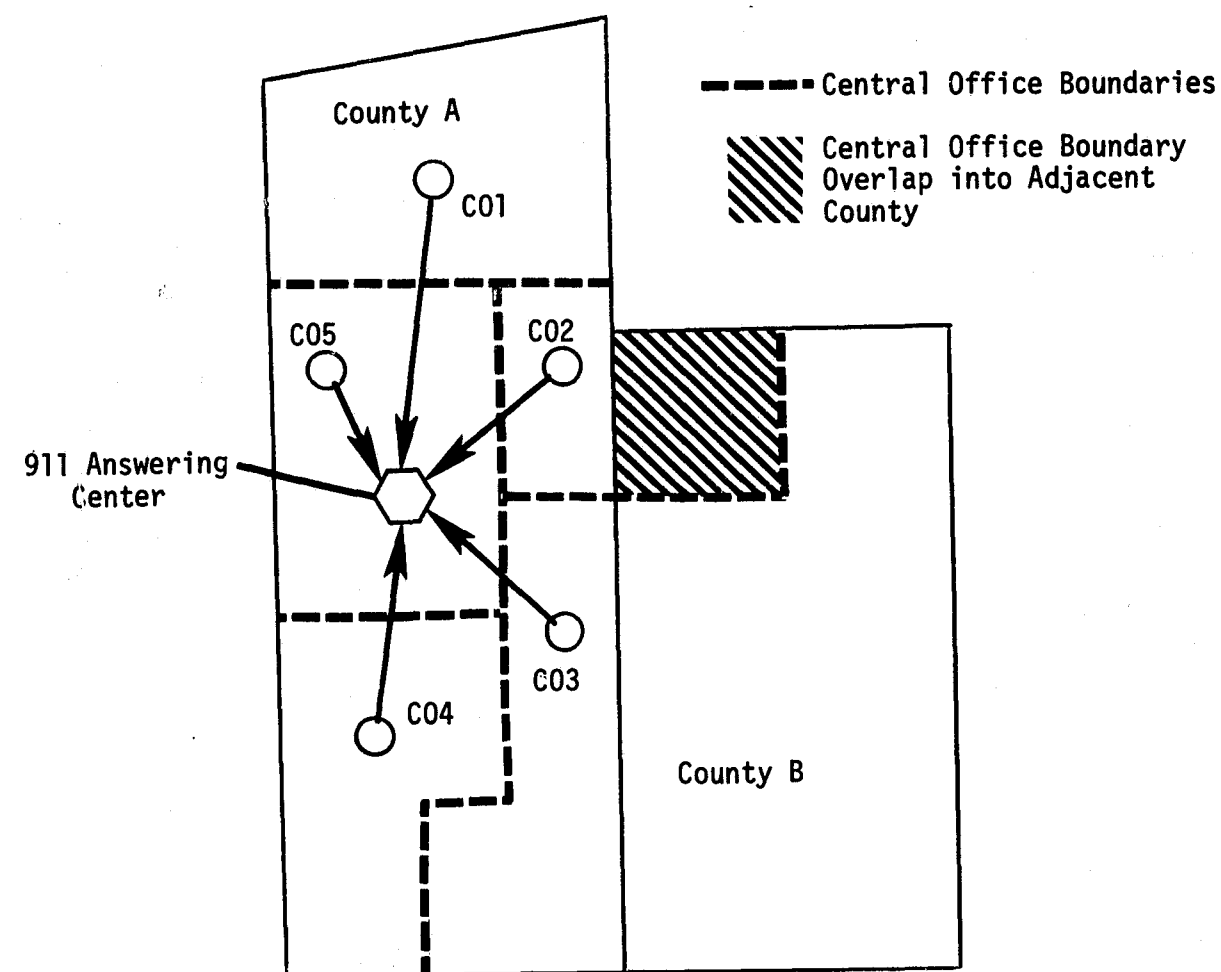 County A
Central Office Boundaries
Central Office Boundary
Overlap into Adjacent
County
CO1
CO5
CO2
911 Answering
Center
CO3
CO4
County B